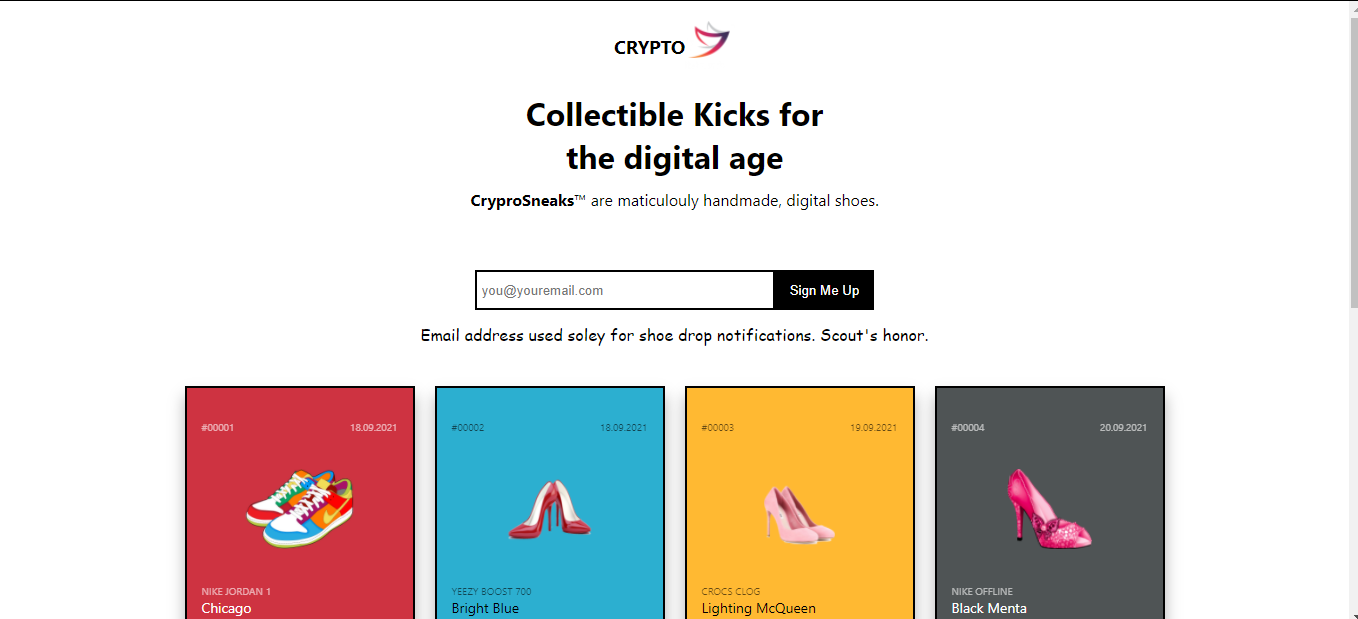 CRYPTO
Collectible Kicks for
the digital age
CryproSneaks™ are maticulouly handmade, digital shoes.
you@youremail.com Sign Me Up
Email address used soley for shoe drop notifications. Scout's honor.
#00001 18.09.2021 #00002 18.09.2021 #00003 19.09.2021 #00004 20.09.2021
NIKE JORDAN 1 YEEZY BOOST 700 CROCS CLOG NIKE OFFLINE
Chicago Bright Blue Lighting McQueen Black Menta